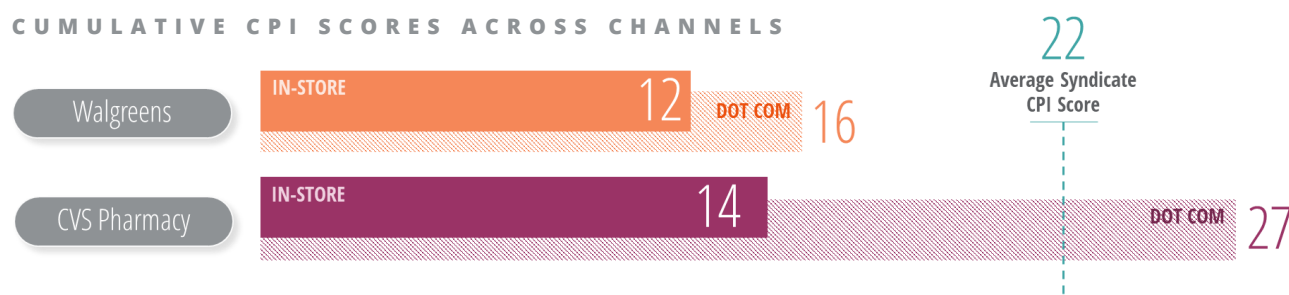 CUMULATIVE CPI SCORES ACROSS CHANNELS
22
Average Syndicate
CPI Score
Walgreens
IN-STORE
12
DOT COM
16
CVS Pharmacy
IN-STORE
14
DOT COM
27